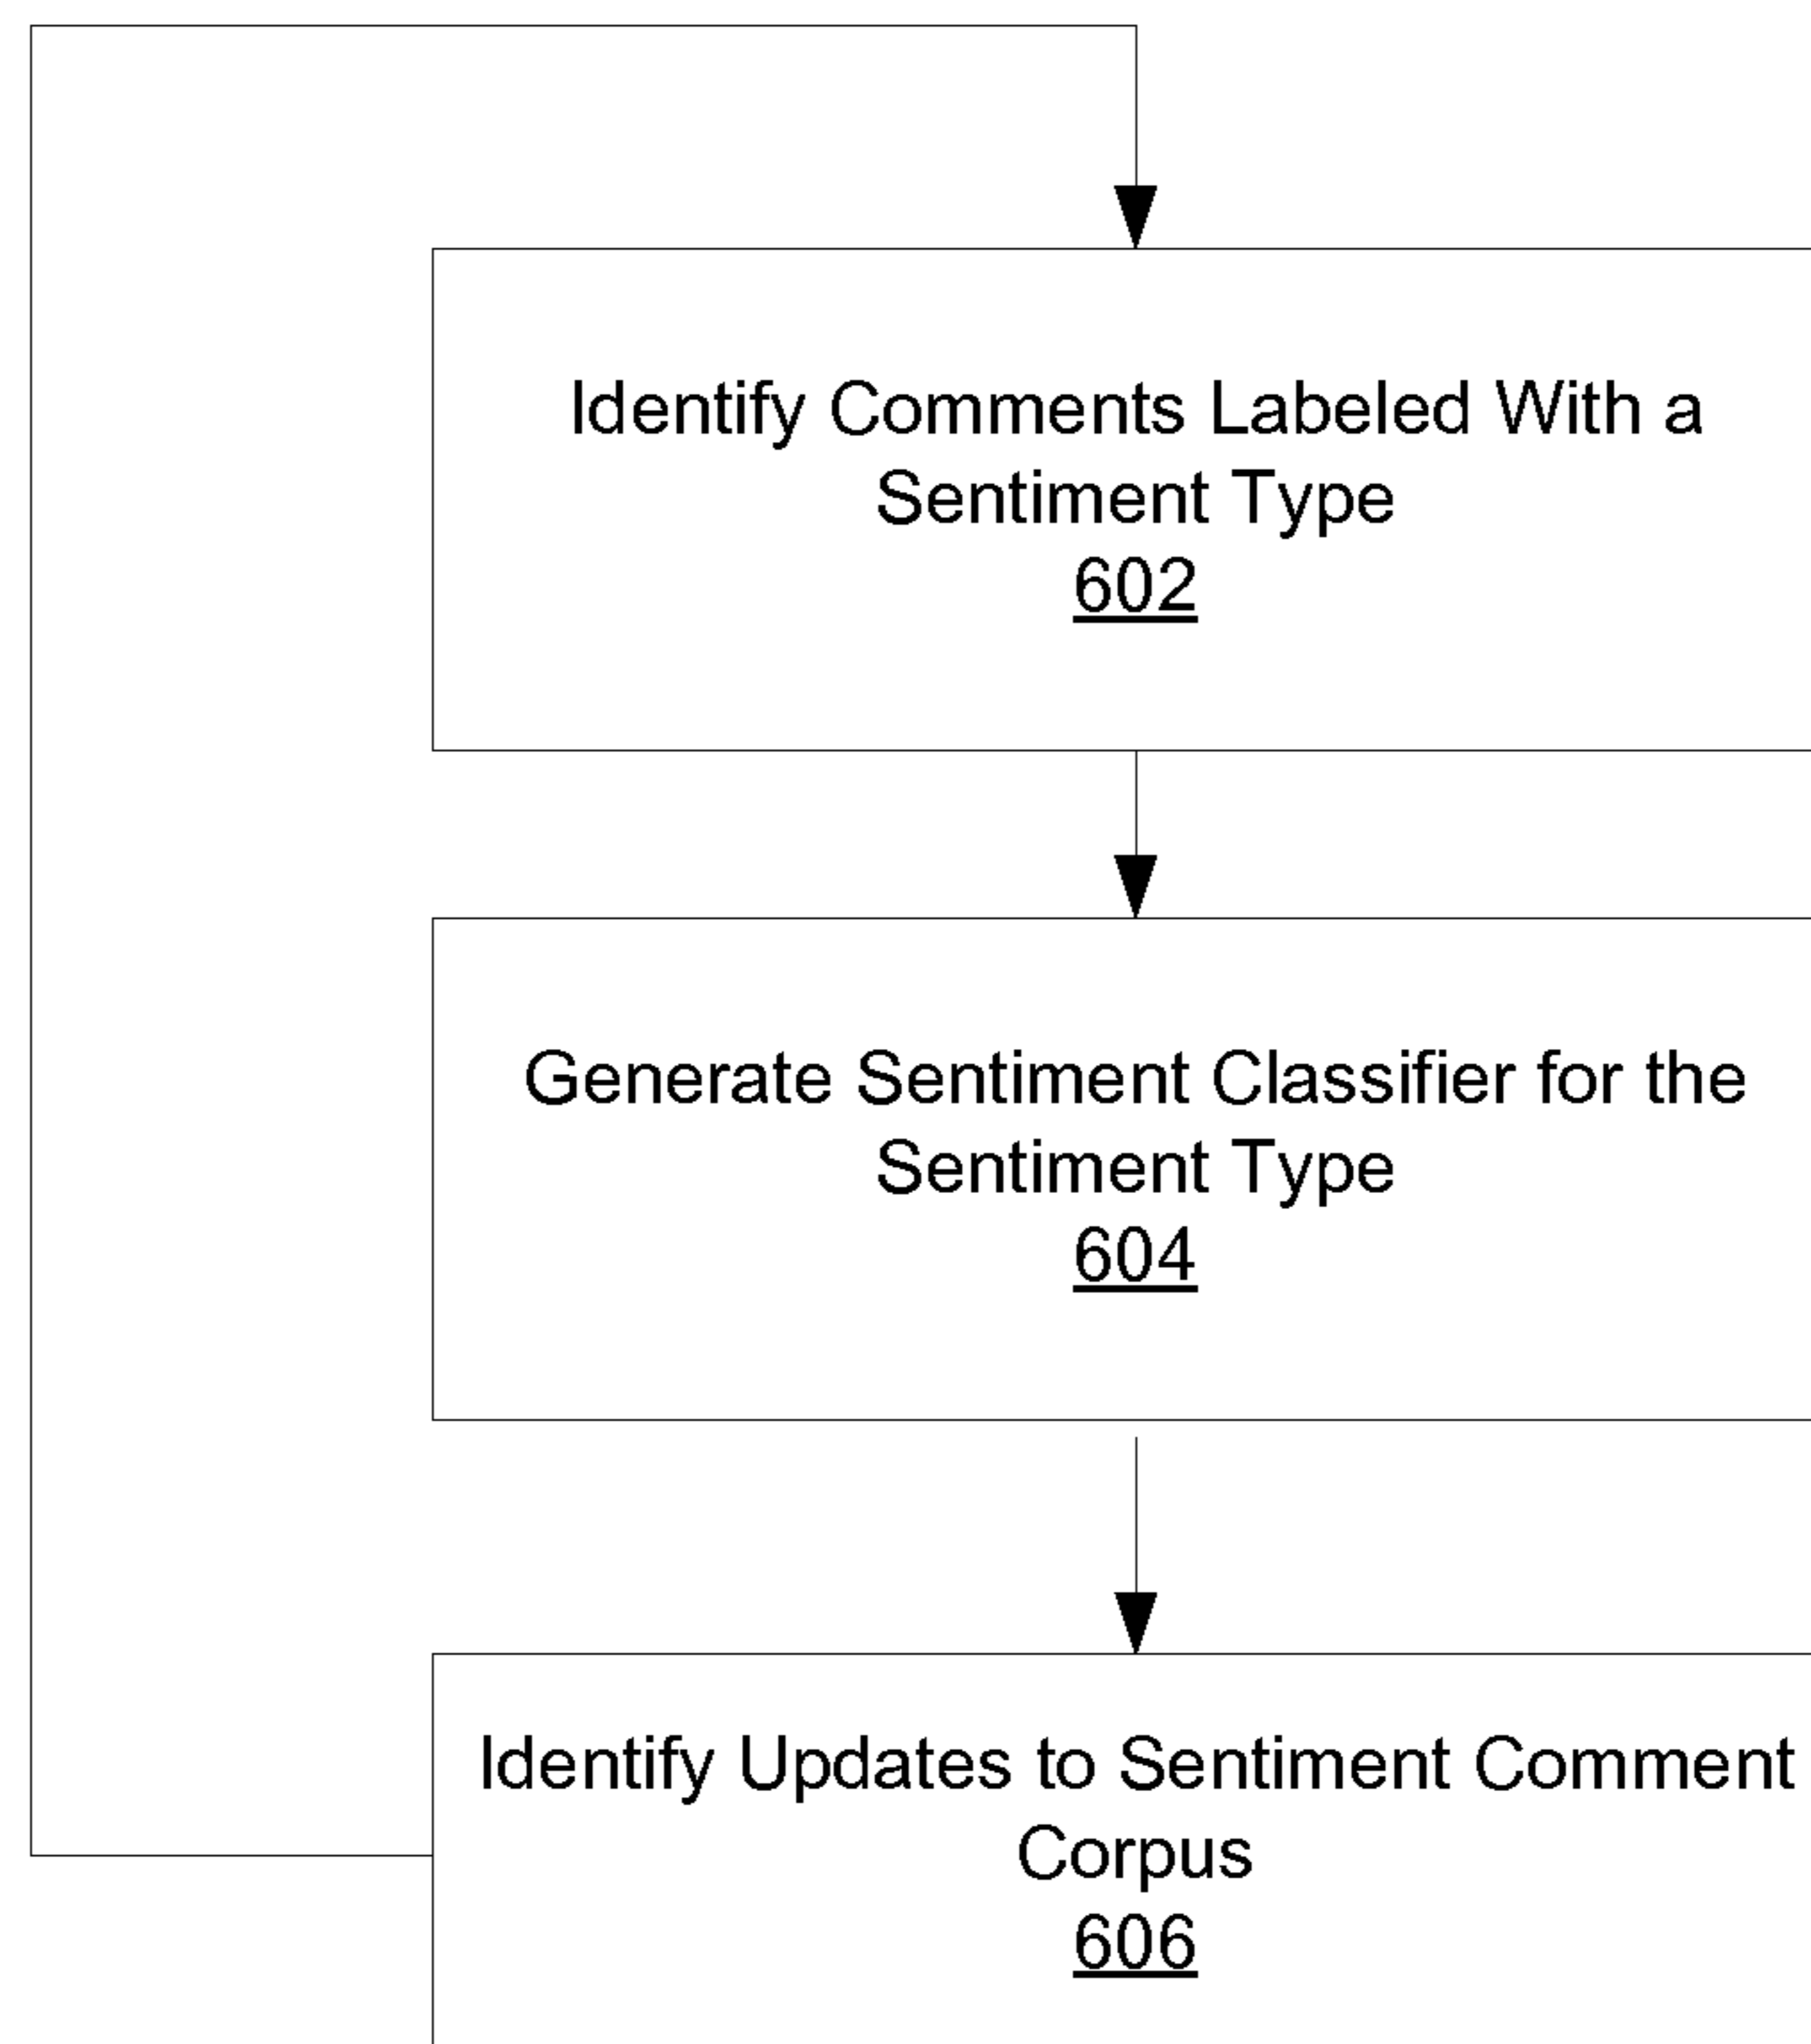 Identify Comments Labeled With a
Sentiment Type
602
Generate Sentiment Classifier for the
Sentiment Type
604
Identify Updates to Sentiment Comment
Corpus
606